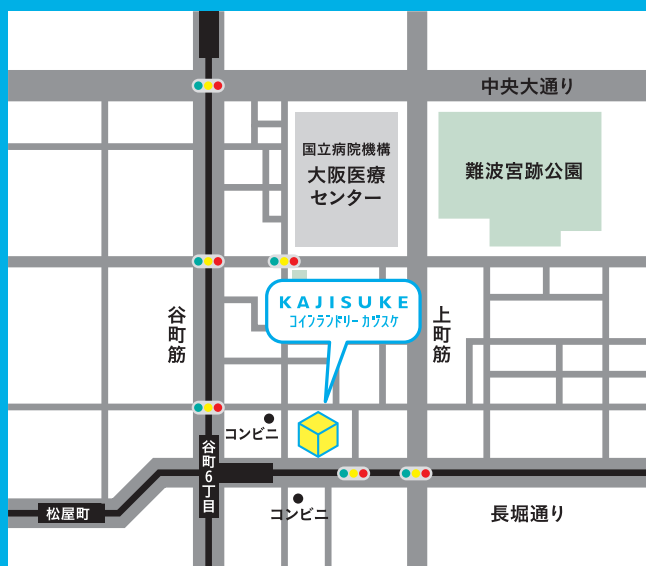 中央大通り
国立病院機構
大阪医療
センター
難波宮跡公園
KAJISUKE
コインランドリー カヅスケ
谷町筋
上町筋
コンビニ
谷町6丁目
松屋町
コンビニ
長堀通り